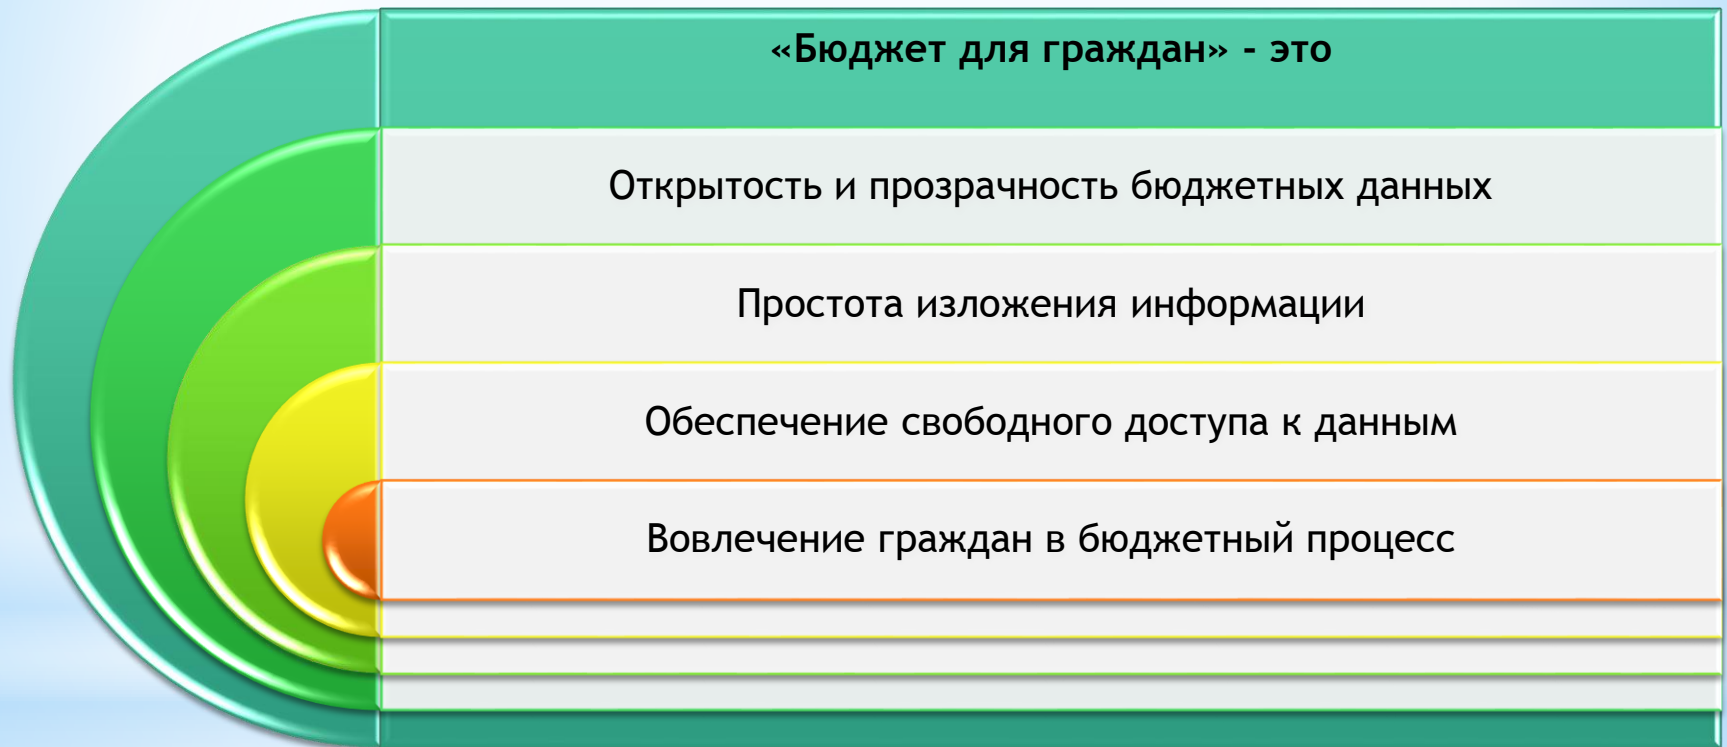 «Бюджет для граждан» - это
Открытость и прозрачность бюджетных данных
Простота изложения информации
Обеспечение свободного доступа к данным
Вовлечение граждан в бюджетный процесс